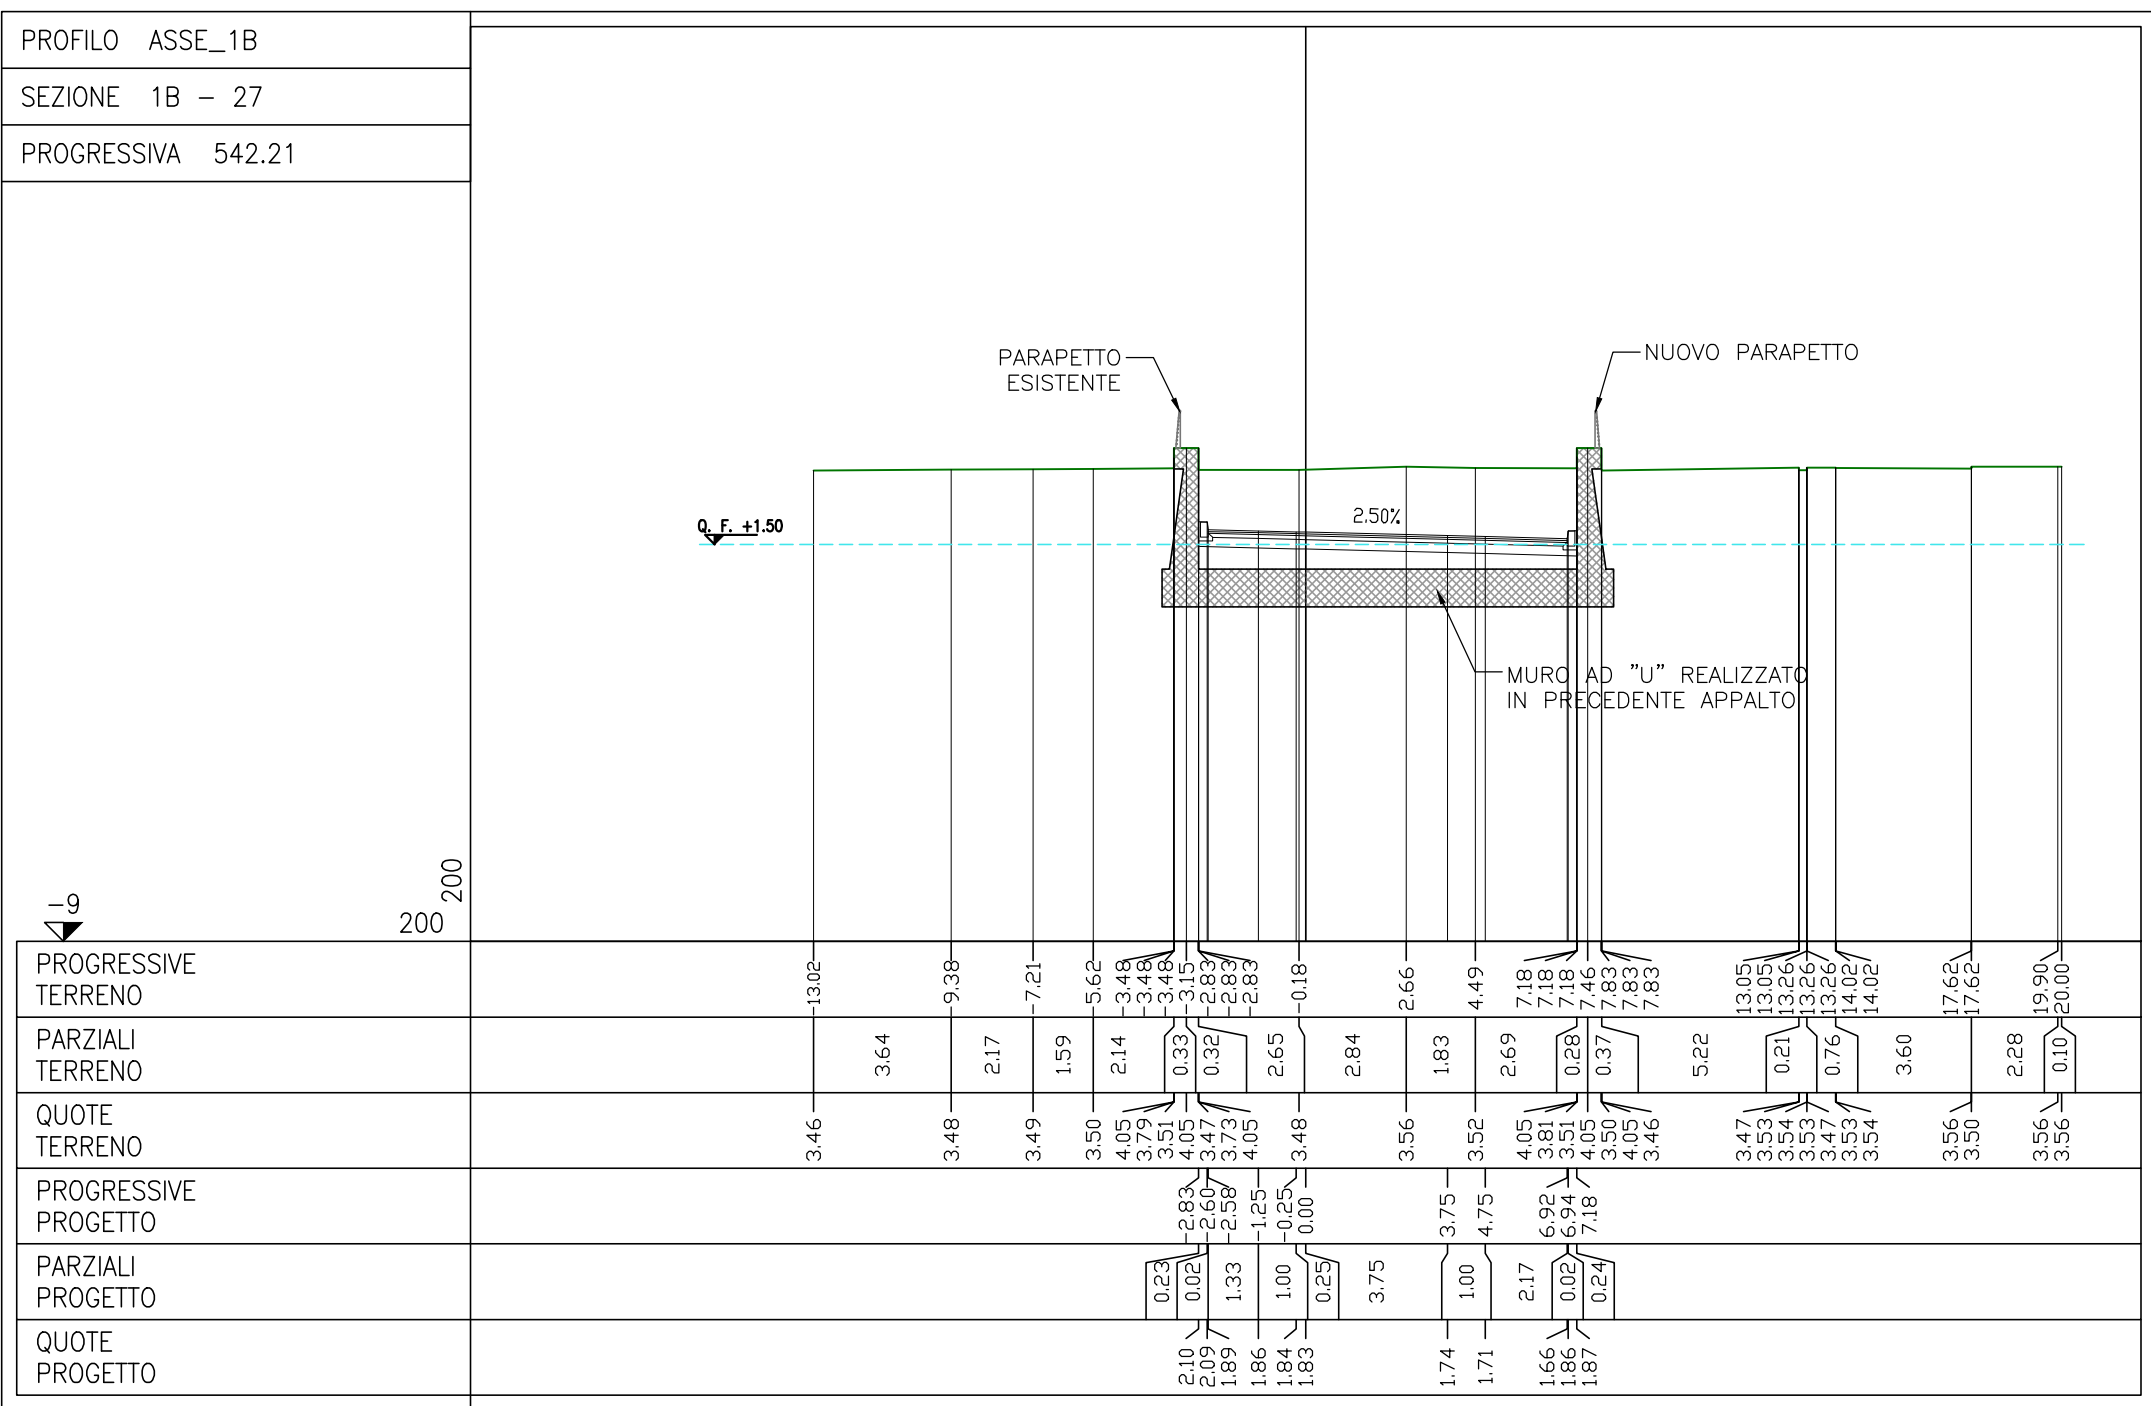 PROFILO ASSE_1B
SEZIONE 1B - 27
PROGRESSIVA 542.21
PARAPETTO
ESISTENTE
NUOVO PARAPETTO
2.50%
Q. F. +1.50
MURO AD "U" REALIZZATO
IN PRECEDENTE APPALTO
200
-9
200
PROGRESSIVE
TERRENO
-13.02 -9.38 -7.21 -5.62 -3.48 -3.48 -3.48 -3.15 -2.83 -2.83 -2.83 -0.18 2.66 4.49 7.18 7.18 7.18 7.46 7.83 7.83 7.83 13.05 13.05 13.26 13.26 13.26 14.02 14.02 17.62 17.62 19.90 20.00
PARZIALI
TERRENO
3.64 2.17 1.59 2.14 0.33 0.32 2.65 2.84 1.83 2.69 0.28 0.37 5.22 0.21 0.76 3.60 2.28 0.10
QUOTE
TERRENO
3.46 3.48 3.49 3.50 4.05 3.79 3.51 4.05 3.47 3.73 4.05 3.48 3.56 3.52 4.05 3.81 3.51 4.05 3.50 4.05 3.46 3.47 3.53 3.54 3.53 3.47 3.53 3.54 3.56 3.50 3.56 3.56
PROGRESSIVE
PROGETTO
-2.83 -2.60 -2.58 -1.25 -0.25 0.00 3.75 4.75 6.92 6.94 7.18
PARZIALI
PROGETTO
0.23 0.02 1.33 1.00 0.25 3.75 1.00 2.17 0.02 0.24
QUOTE
PROGETTO
2.10 2.09 1.89 1.86 1.84 1.83 1.74 1.71 1.66 1.86 1.87